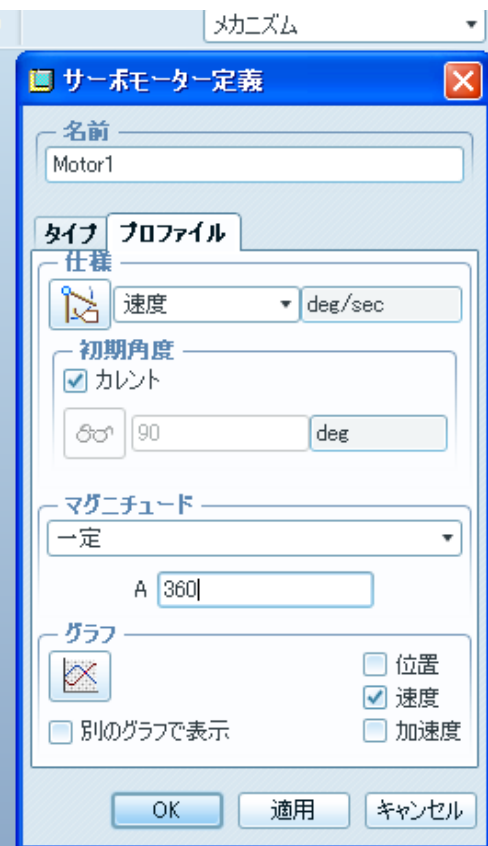 メカニズム
サーボモーター定義
名前
Motor1
タイプ プロファイル
仕様
速度 deg/sec
初期角度
カレント
90 deg
マグニチュード
一定
A 360
グラフ
位置
速度
別のグラフで表示 加速度
OK 適用 キャンセル